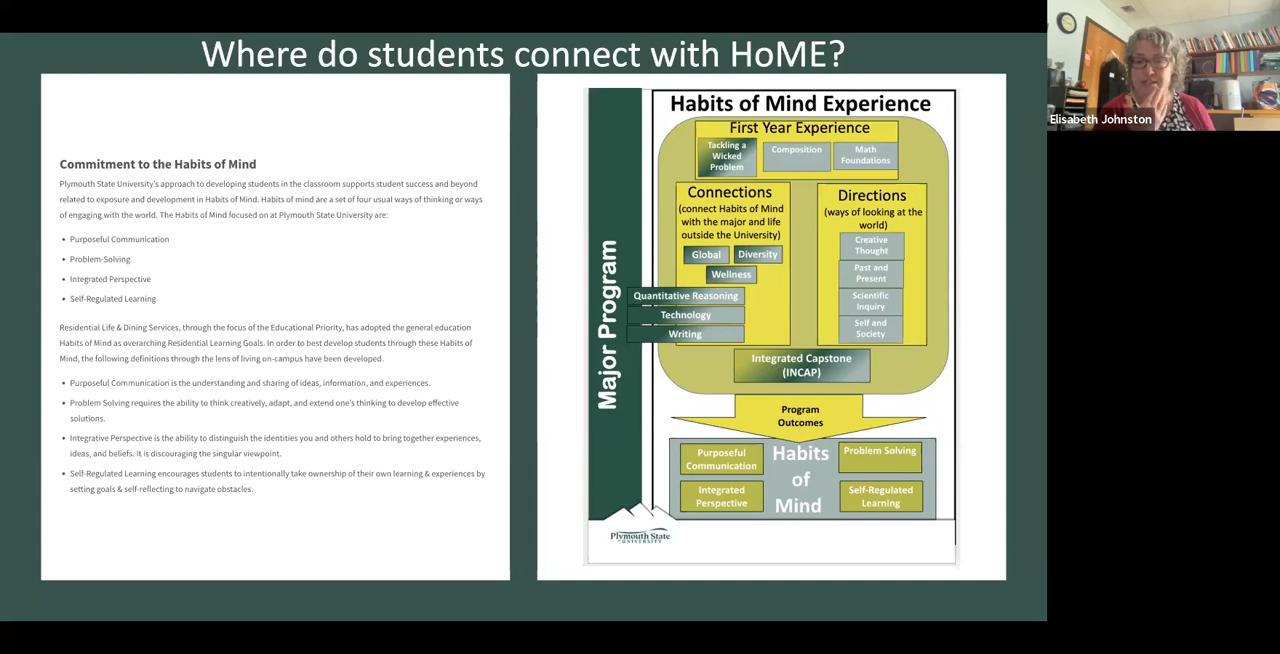 Where do students connect with HoME?
Commitment to the Habits of Mind
Plymouth State University's approach to developing students in the classroom supports student success and beyond
related to exposure and development in Habits of Mind. Habits of mind are a set of four usual ways of thinking or ways
of engaging with the world. The Habits of Mind focused on at Plymouth State University are:
• Purposeful Communication
• Problem-Solving
• Integrated Perspective
• Self-Regulated Learning
Residential Life & Dining Services, through the focus of the Educational Priority, has adopted the general education
Habits of Mind as overarching Residential Learning Goals. In order to best develop students through these Habits of
Mind, the following definitions through the lens of living on-campus have been developed.
• Purposeful Communication is the understanding and sharing of ideas, information, and experiences.
• Problem Solving requires the ability to think creatively, adapt, and extend one's thinking to develop effective
solutions.
• Integrative Perspective is the ability to distinguish the identities you and others hold to bring together experiences,
ideas, and beliefs. It is discouraging the singular viewpoint.
• Self-Regulated Learning encourages students to intentionally take ownership of their own learning & experiences by
setting goals & self-reflecting to navigate obstacles.
Major Program
Habits of Mind Experience
First Year Experience
Tackling a
Wicked
Problem
Composition
Math
Foundations
Connections
(connect Habits of Mind
with the major and life
outside the University)
Global
Diversity
Wellness
Quantitative Reasoning
Technology
Writing
Directions
(ways of looking at the
world)
Creative
Thought
Past and
Present
Scientific
Inquiry
Self and
Society
Integrated Capstone
(INCAP)
Program
Outcomes
Purposeful
Communication
Integrated
Perspective
Habits
of
Mind
Problem Solving
Self-Regulated
Learning
Plymouth State
UNIVERSITY
Elisabeth Johnston